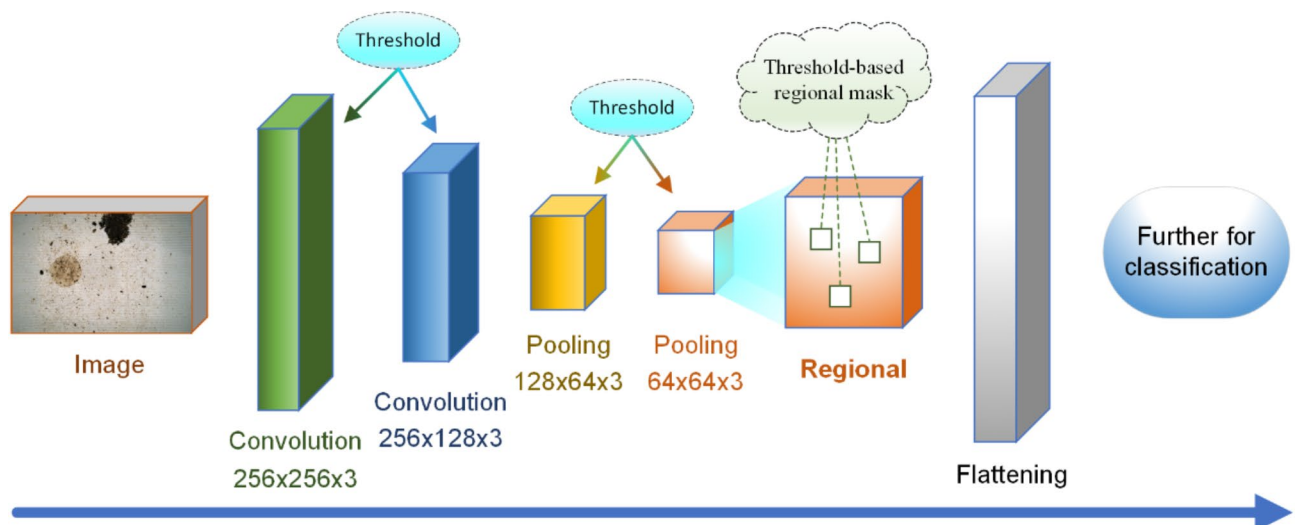 Threshold
Threshold
Threshold-based
regional mask
Further for
classification
Image
Convolution
256x256x3
Convolution
256x128x3
Pooling
128x64x3
Pooling
64x64x3
Regional
Flattening